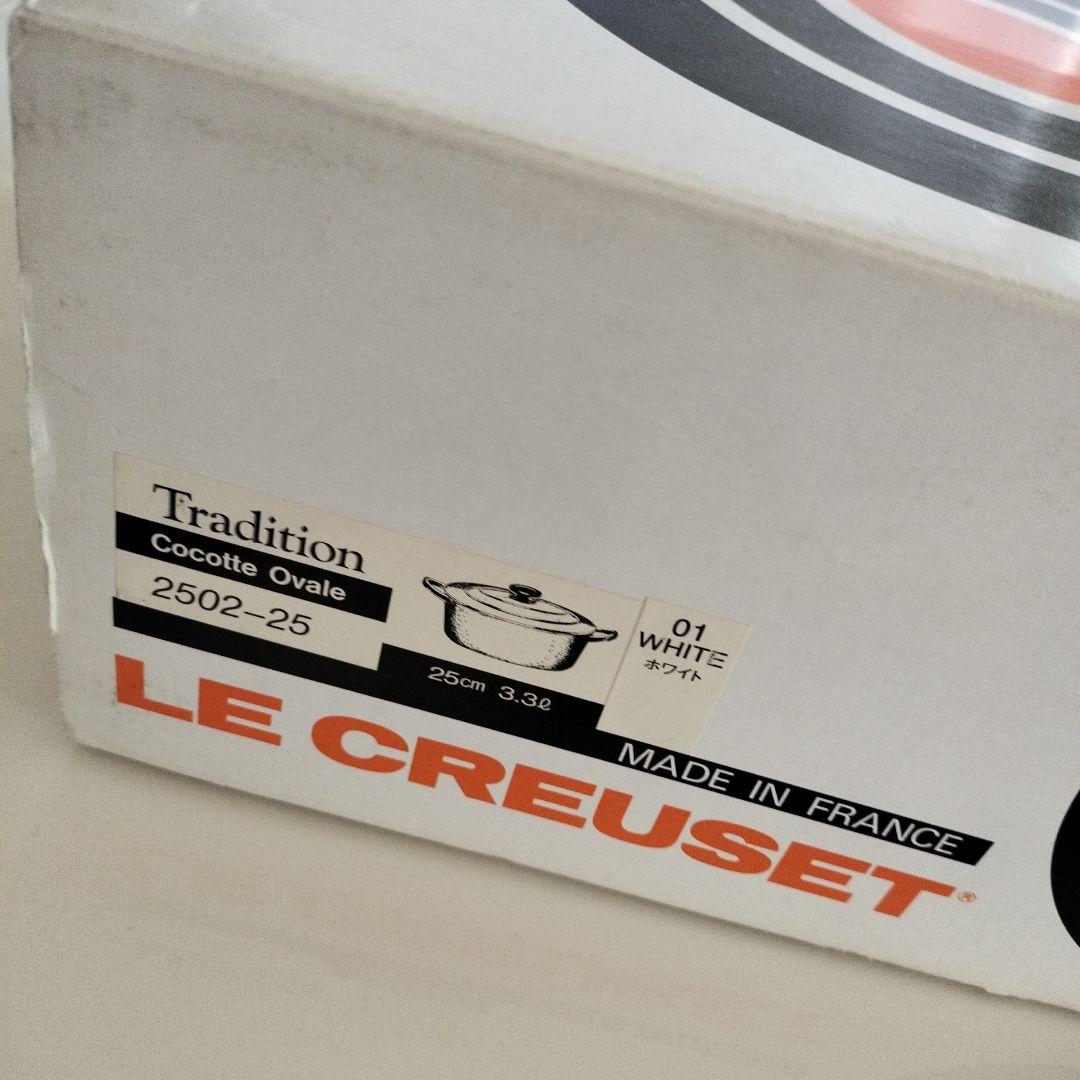 Tradition
Cocotte Ovale
2502-25
25cm 3.3ℓ
01
WHITE
ホワイト
MADE IN FRANCE
LE CREUSET®